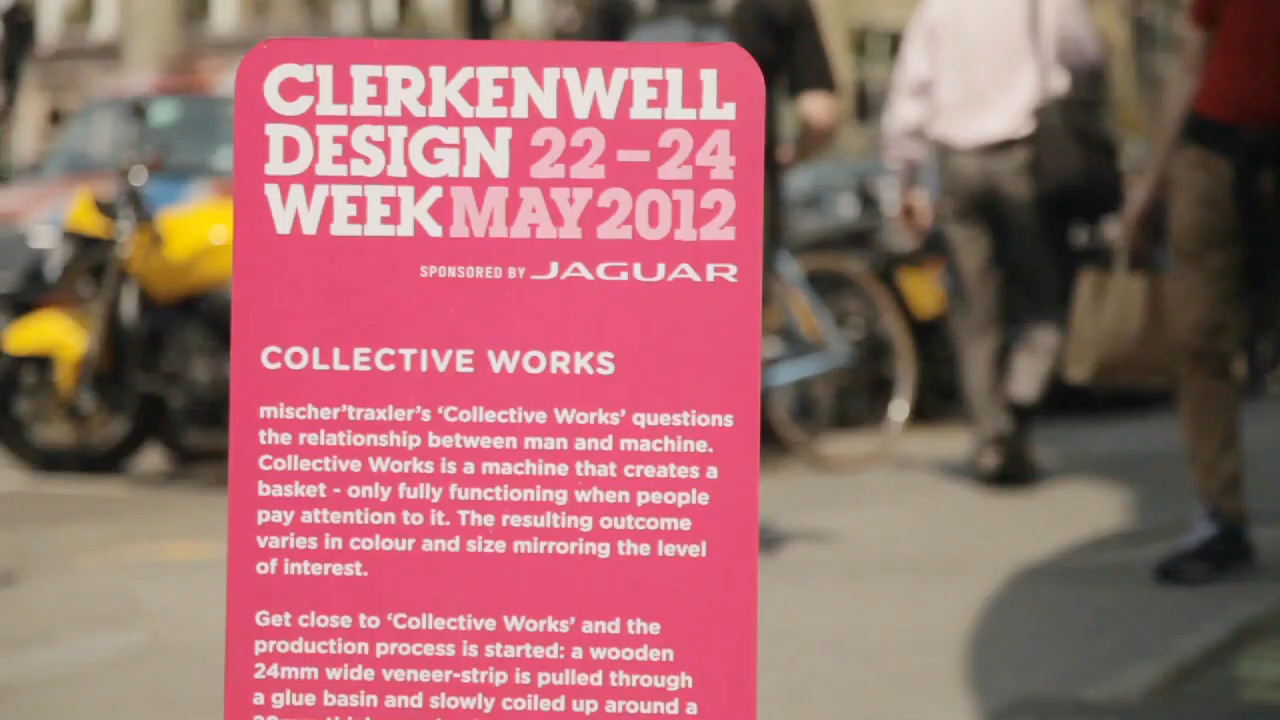 CLERKENWELL
DESIGN 22–24
WEEK MAY 2012
SPONSORED BY JAGUAR
COLLECTIVE WORKS
mischer’traxler’s ‘Collective Works’ questions
the relationship between man and machine.
Collective Works is a machine that creates a
basket - only fully functioning when people
pay attention to it. The resulting outcome
varies in colour and size mirroring the level
of interest.
Get close to ‘Collective Works’ and the
production process is started: a wooden
24mm wide veneer-strip is pulled through
a glue basin and slowly coiled up around a